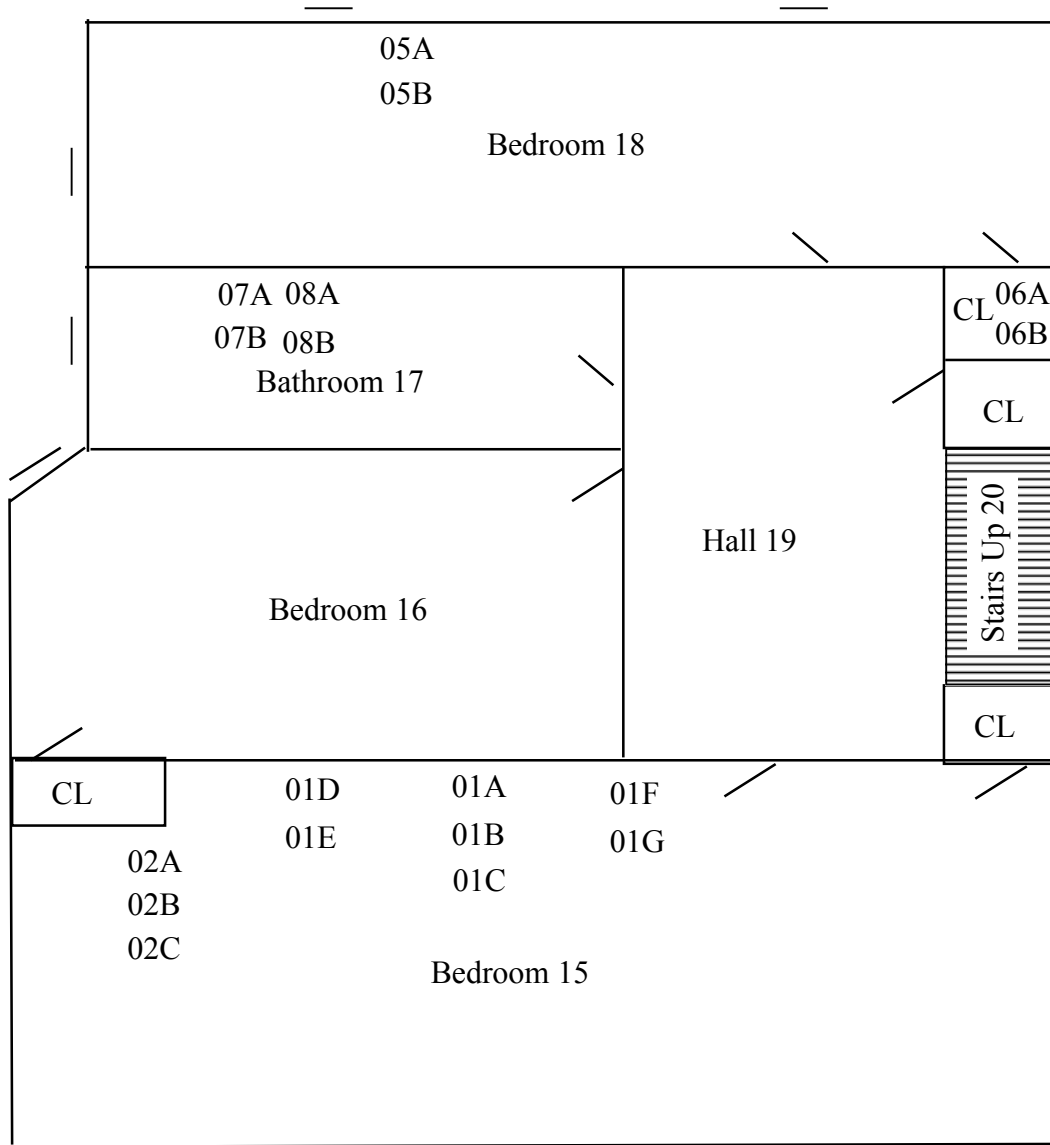 05A
05B
Bedroom 18
07A 08A
07B 08B
Bathroom 17
CL 06A
06B
CL
Stairs Up 20
Hall 19
Bedroom 16
CL
CL
01D
01E
01A
01B
01C
01F
01G
02A
02B
02C
Bedroom 15